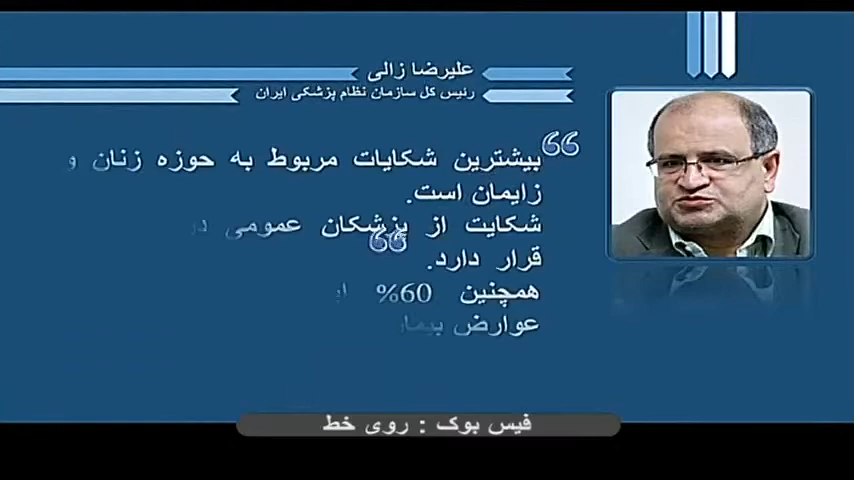 علیرضا زالی
رئیس کل سازمان نظام پزشکی ایران
بیشترین شکایات مربوط به حوزه زنان و
زایمان است.
شکایت از پزشکان عمومی در
قرار دارد.
همچنین 60%
عوارض
فیس بوک : روی خط